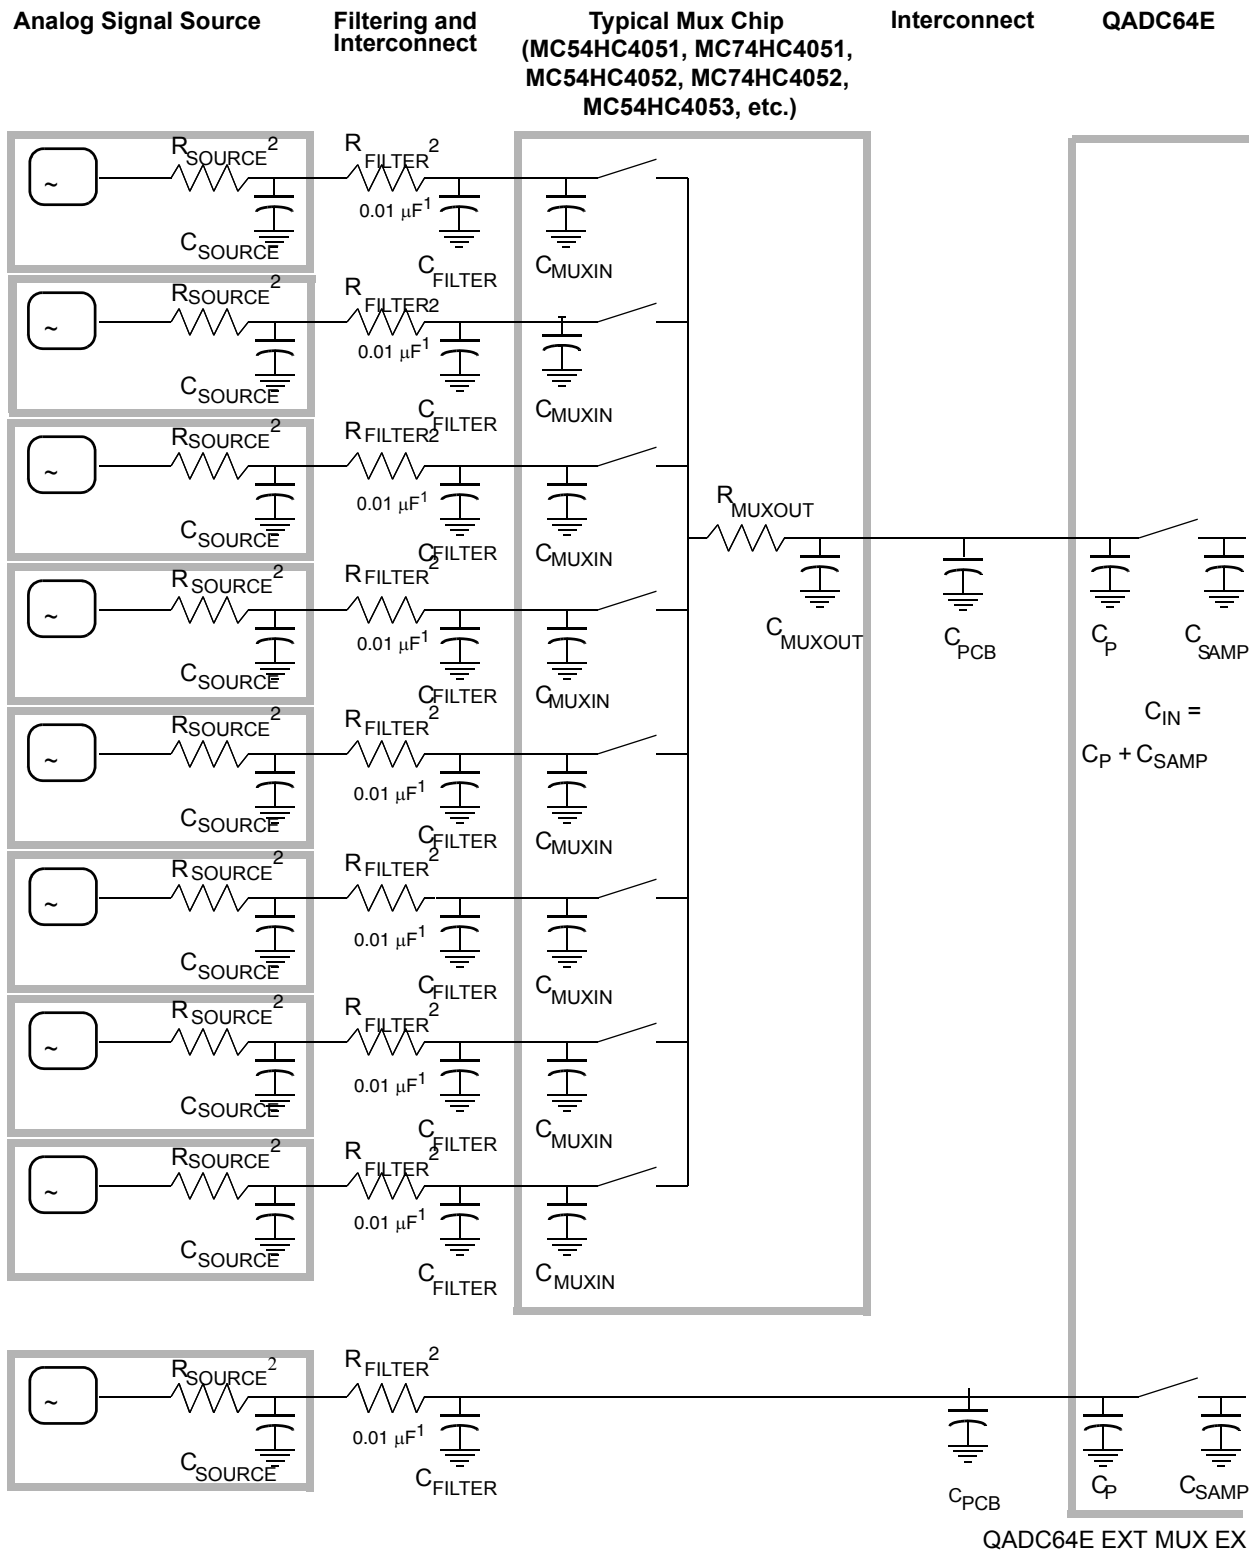 Analog Signal Source
Filtering and
Interconnect
Typical Mux Chip
(MC54HC4051, MC74HC4051,
MC54HC4052, MC74HC4052,
MC54HC4053, etc.)
Interconnect
QADC64E
~ RSOURCE2 RFILTER2
0.01 μF1
CSOURCE CFILTER CMUXIN
~ RSOURCE2 RFILTER2
0.01 μF1
CSOURCE CFILTER CMUXIN
~ RSOURCE2 RFILTER2
0.01 μF1
CSOURCE CFILTER CMUXIN
RMUXOUT
~ RSOURCE2 RFILTER2
0.01 μF1
CSOURCE CFILTER CMUXIN
CMUXOUT CPCB CP CSAMP
CIN =
CP + CSAMP
~ RSOURCE2 RFILTER2
0.01 μF1
CSOURCE CFILTER CMUXIN
~ RSOURCE2 RFILTER2
0.01 μF1
CSOURCE CFILTER CMUXIN
~ RSOURCE2 RFILTER2
0.01 μF1
CSOURCE CFILTER CMUXIN
~ RSOURCE2 RFILTER2
0.01 μF1
CSOURCE CFILTER CMUXIN
~ RSOURCE2 RFILTER2
0.01 μF1
CSOURCE CFILTER CPCB CP CSAMP
QADC64E EXT MUX EX